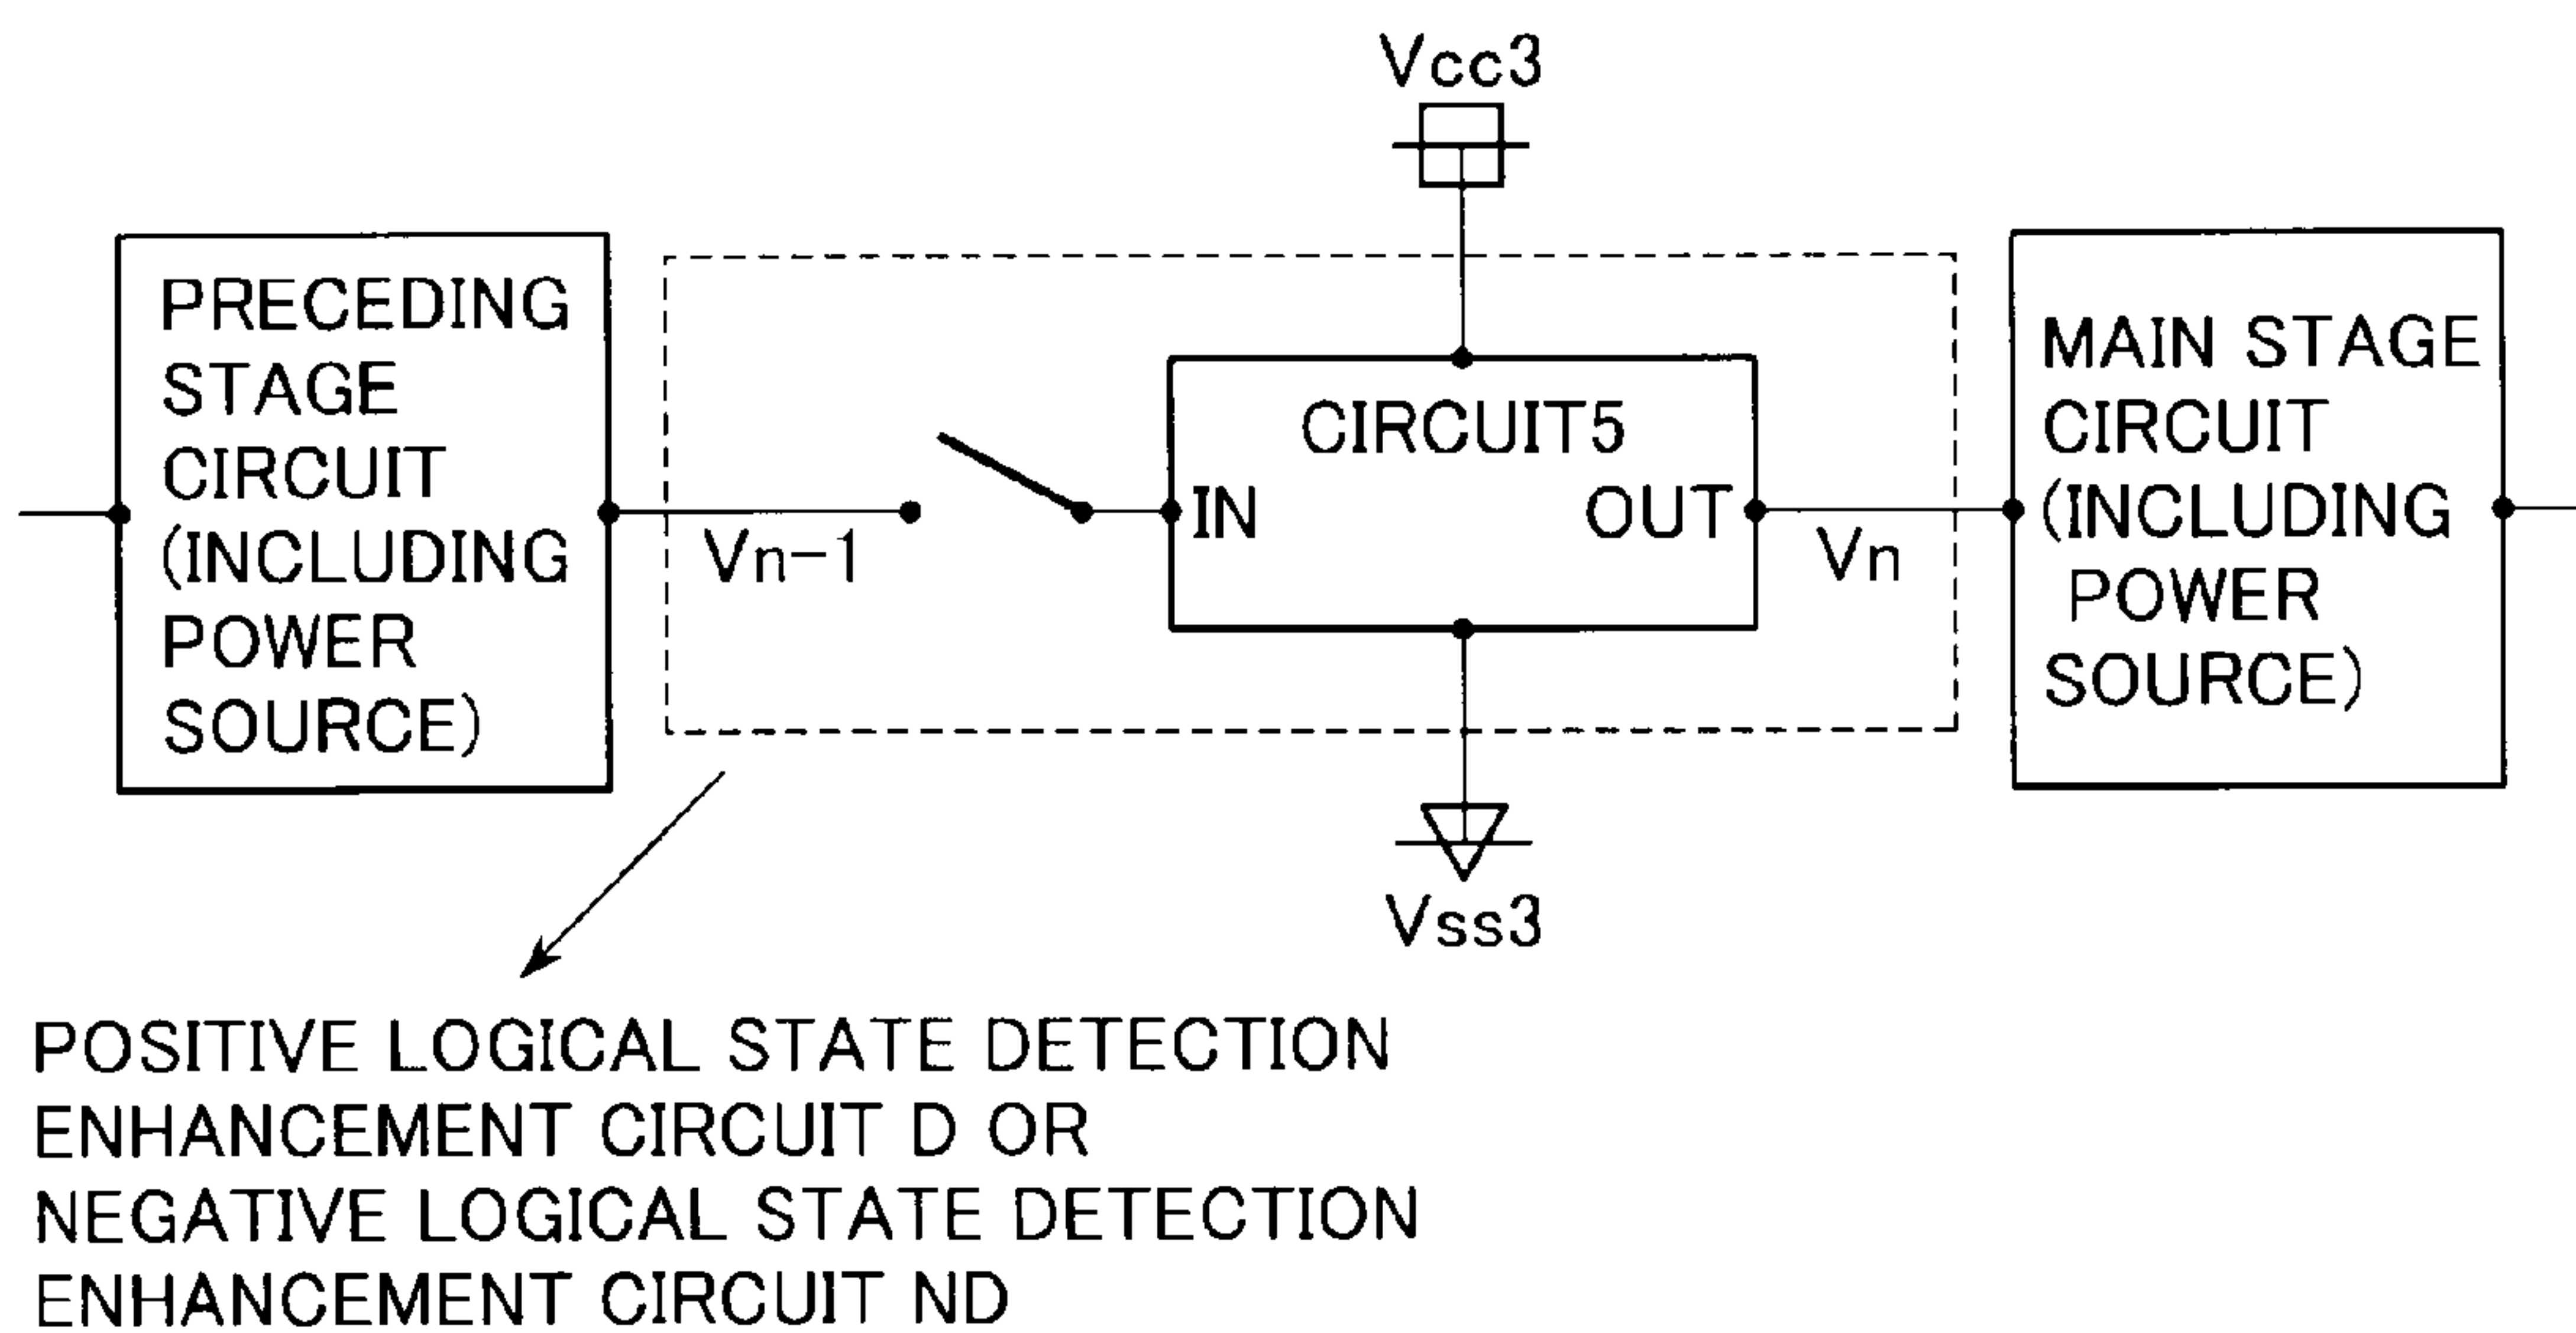 Vcc3
PRECEDING
STAGE
CIRCUIT
(INCLUDING
POWER
SOURCE)
Vn-1
CIRCUIT5
IN
OUT
Vn
MAIN STAGE
CIRCUIT
(INCLUDING
POWER
SOURCE)
Vss3
POSITIVE LOGICAL STATE DETECTION
ENHANCEMENT CIRCUIT D OR
NEGATIVE LOGICAL STATE DETECTION
ENHANCEMENT CIRCUIT ND